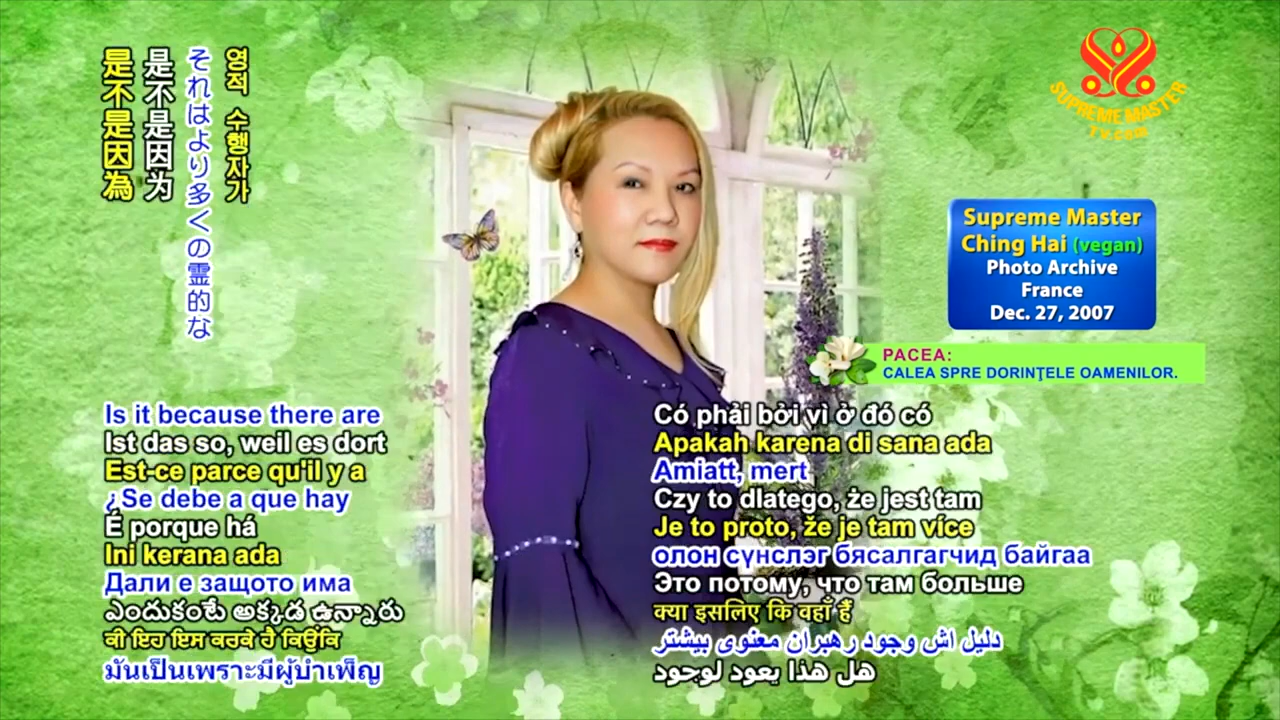 是不是因為
是不是因为
それはより多くの霊的な
영적 수행자가
SUPREME MASTER
TV.com
Supreme Master
Ching Hai (vegan)
Photo Archive
France
Dec. 27, 2007
PACEA:
CALEA SPRE DORINŢELE OAMENILOR.
Is it because there are
Ist das so, weil es dort
Est-ce parce qu'il y a
¿Se debe a que hay
É porque há
Ini kerana ada
Дали е защото има
ఎందుకంటే అక్కడ ఉన్నారు
ਕੀ ਇਹ ਇਸ ਕਰਕੇ ਹੈ ਕਿਉਂਕਿ
มันเป็นเพราะมีผู้บำเพ็ญ
Có phải bởi vì ở đó có
Apakah karena di sana ada
Amiatt, mert
Czy to dlatego, że jest tam
Je to proto, že je tam více
олон сүнслэг бясалгагчид байгаа
Это потому, что там больше
क्या इसलिए कि वहाँ हैं
دلیل اش وجود رهبران معنوی بیشتر
هل هذا يعود لوجود